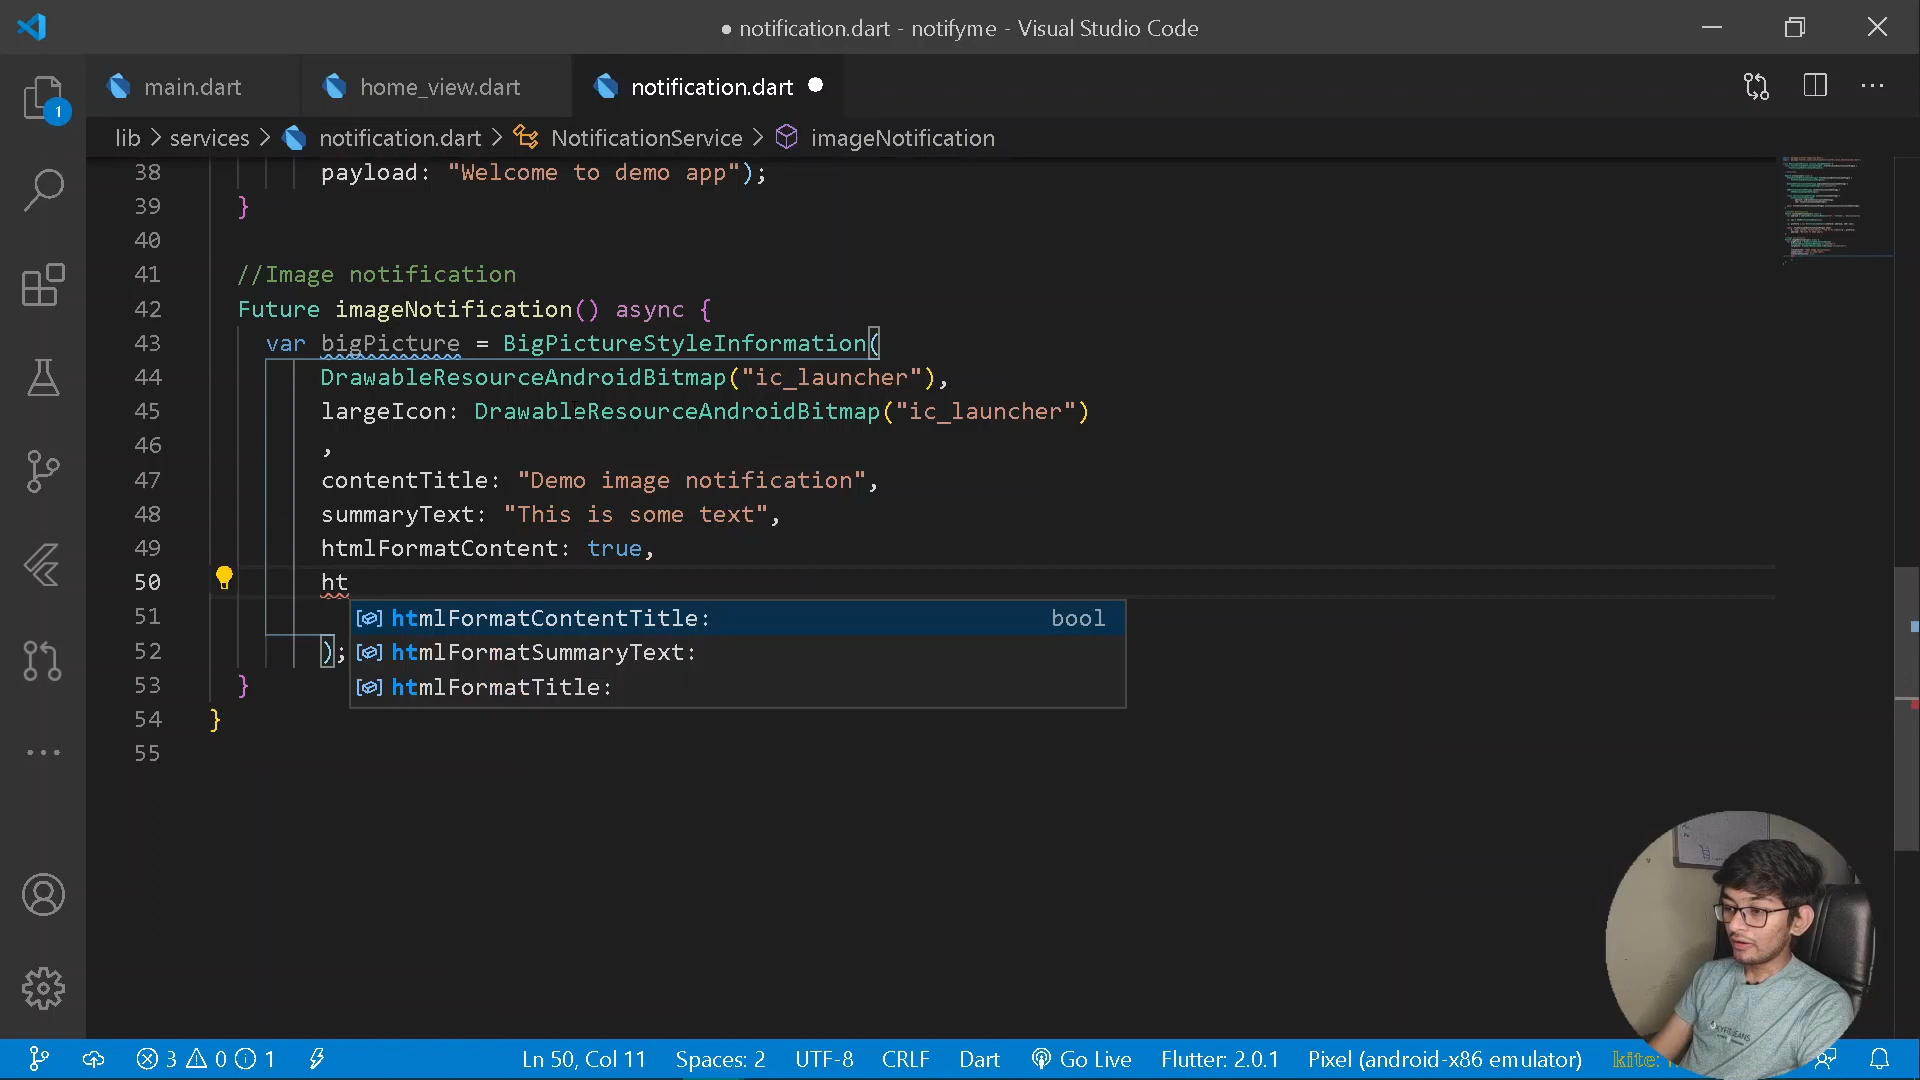 ● notification.dart - notifyme - Visual Studio Code
main.dart
home_view.dart
notification.dart
1
lib > services > notification.dart > NotificationService > imageNotification
38 payload: "Welcome to demo app");
39 }
40
41 //Image notification
42 Future imageNotification() async {
43 var bigPicture = BigPictureStyleInformation(
44 DrawableResourceAndroidBitmap("ic_launcher"),
45 largeIcon: DrawableResourceAndroidBitmap("ic_launcher")
46 ,
47 contentTitle: "Demo image notification",
48 summaryText: "This is some text",
49 htmlFormatContent: true,
50 ht
51 htmlFormatContentTitle: bool
52 ); htmlFormatSummaryText:
53 } htmlFormatTitle:
54 }
55
3 0 1 Ln 50, Col 11 Spaces: 2 UTF-8 CRLF Dart Go Live Flutter: 2.0.1 Pixel (android-x86 emulator) kite: